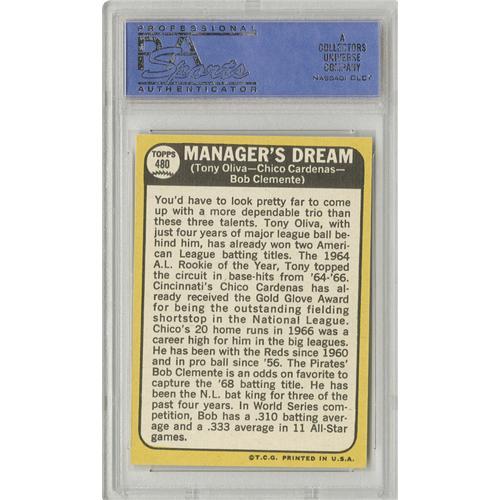 PROFESSIONAL
PSA
Sports
AUTHENTICATOR
A
COLLECTORS
UNIVERSE
COMPANY
NASDAQ: CLCT
TOPPS
480
MANAGER'S DREAM
(Tony Oliva—Chico Cardenas—
Bob Clemente)
You'd have to look pretty far to come
up with a more dependable trio than
these three talents. Tony Oliva, with
just four years of major league ball be-
hind him, has already won two Ameri-
can League batting titles. The 1964
A.L. Rookie of the Year, Tony topped
the circuit in base-hits from '64-'66.
Cincinnati's Chico Cardenas has al-
ready received the Gold Glove Award
for being the outstanding fielding
shortstop in the National League.
Chico's 20 home runs in 1966 was a
career high for him in the big leagues.
He has been with the Reds since 1960
and in pro ball since '56. The Pirates'
Bob Clemente is an odds on favorite to
capture the '68 batting title. He has
been the N.L. bat king for three of the
past four years. In World Series com-
petition, Bob has a .310 batting aver-
age and a .333 average in 11 All-Star
games.
©T.C.G. PRINTED IN U.S.A.